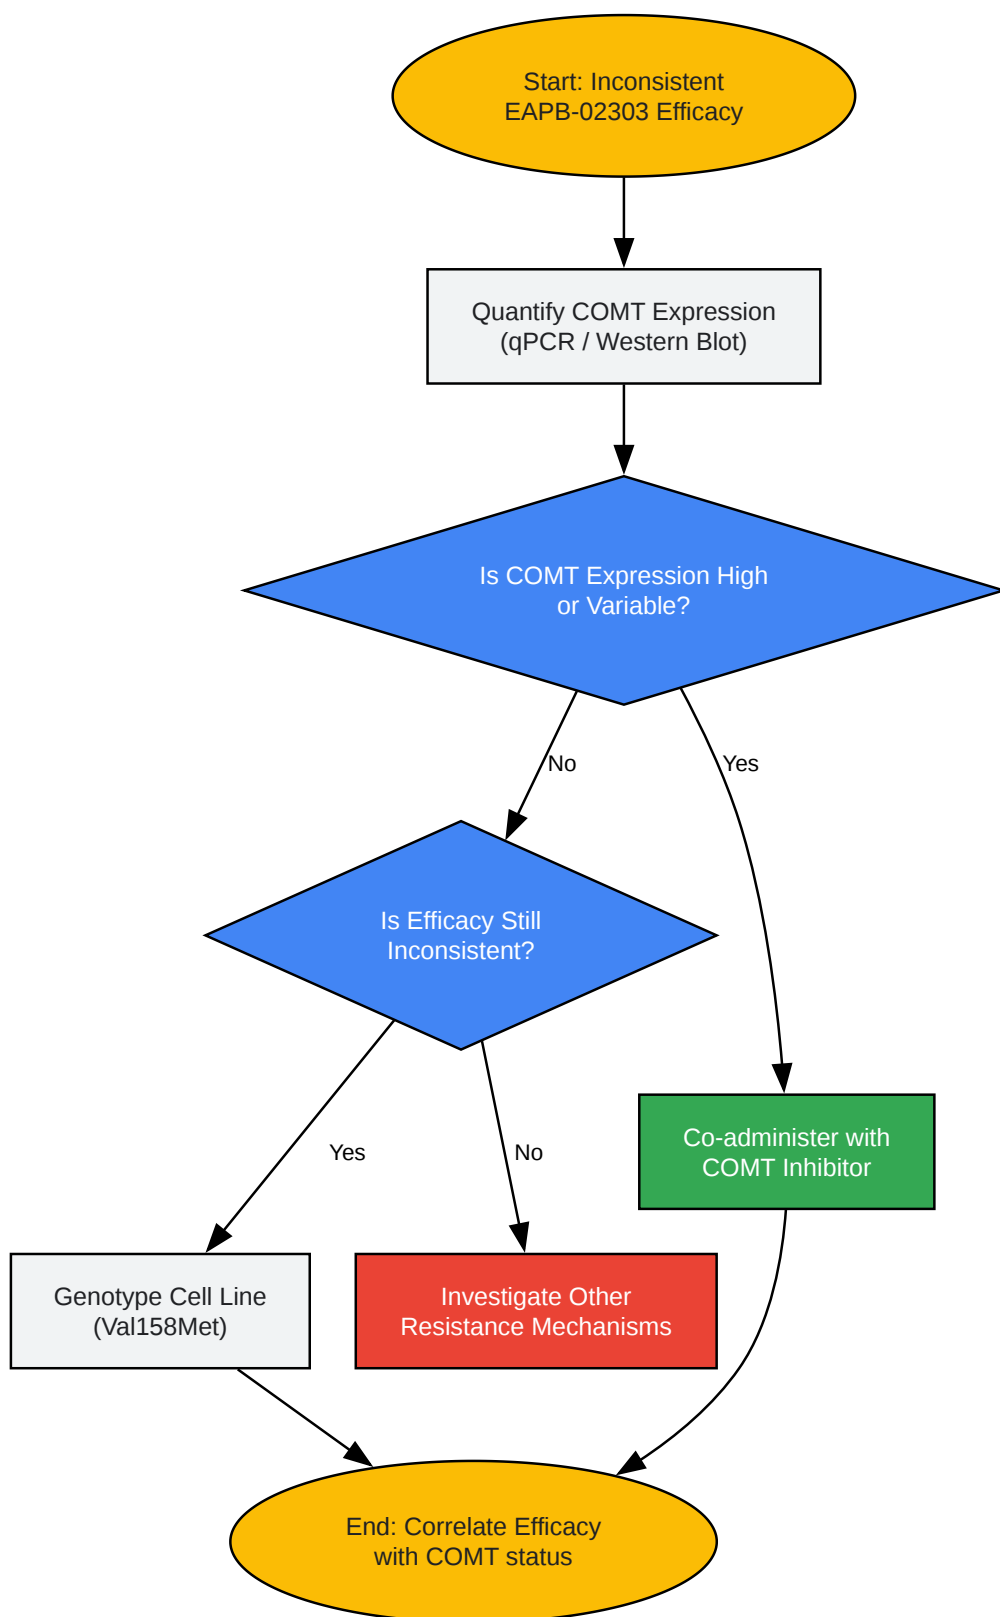 Start: Inconsistent
EAPB-02303 Efficacy
Quantify COMT Expression
(qPCR / Western Blot)
Is COMT Expression High
or Variable?
No
Yes
Is Efficacy Still
Inconsistent?
Yes
No
Co-administer with
COMT Inhibitor
Genotype Cell Line
(Val158Met)
Investigate Other
Resistance Mechanisms
End: Correlate Efficacy
with COMT status